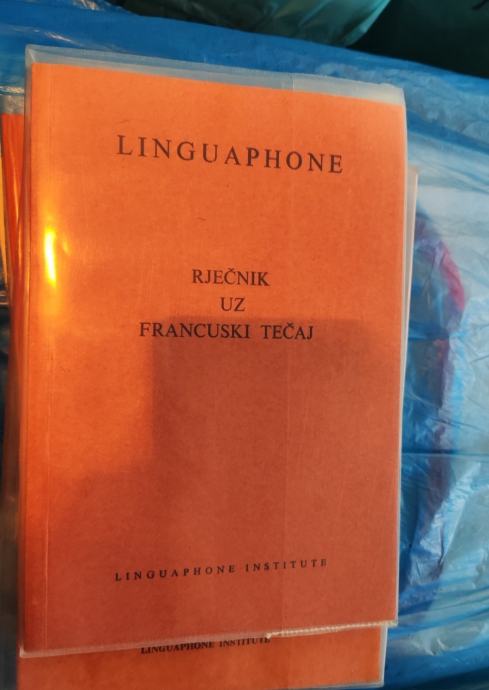 LINGUAPHONE
RJEČNIK
UZ
FRANCUSKI TEČAJ
LINGUAPHONE INSTITUTE
LINGUAPHONE INSTITUTE